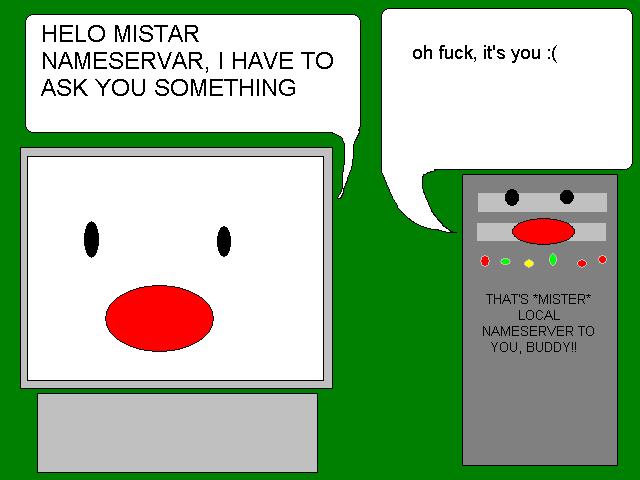 HELO MISTAR
NAMESERVAR, I HAVE TO
ASK YOU SOMETHING
oh fuck, it's you :(
THAT'S *MISTER*
LOCAL
NAMESERVER TO
YOU, BUDDY!!